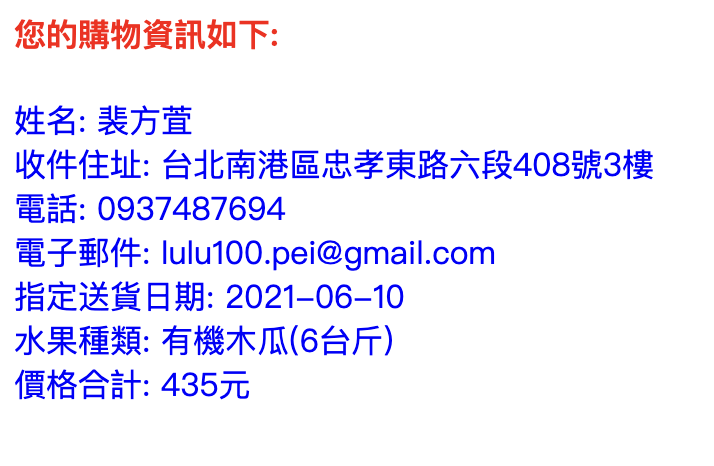 您的購物資訊如下:
姓名: 裴方萓
收件住址: 台北南港區忠孝東路六段408號3樓
電話: 0937487694
電子郵件: lulu100.pei@gmail.com
指定送貨日期: 2021-06-10
水果種類: 有機木瓜(6台斤)
價格合計: 435元